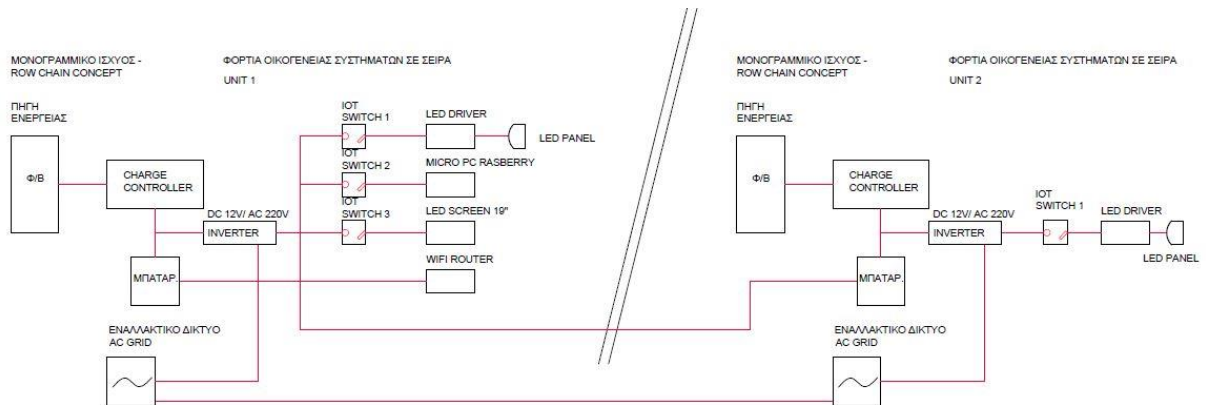 ΜΟΝΟΓΡΑΜΜΙΚΟ ΙΣΧΥΟΣ -
ROW CHAIN CONCEPT
ΦΟΡΤΙΑ ΟΙΚΟΓΕΝΕΙΑΣ ΣΥΣΤΗΜΑΤΩΝ ΣΕ ΣΕΙΡΑ
UNIT 1
ΠΗΓΗ
ΕΝΕΡΓΕΙΑΣ
Φ/Β
CHARGE
CONTROLLER
DC 12V/ AC 220V
INVERTER
ΜΠΑΤΑΡ.
ΕΝΑΛΛΑΚΤΙΚΟ ΔΙΚΤΥΟ
AC GRID
IOT
SWITCH 1
LED DRIVER
LED PANEL
IOT
SWITCH 2
MICRO PC RASBERRY
IOT
SWITCH 3
LED SCREEN 19"
WIFI ROUTER
ΜΟΝΟΓΡΑΜΜΙΚΟ ΙΣΧΥΟΣ -
ROW CHAIN CONCEPT
ΦΟΡΤΙΑ ΟΙΚΟΓΕΝΕΙΑΣ ΣΥΣΤΗΜΑΤΩΝ ΣΕ ΣΕΙΡΑ
UNIT 2
ΠΗΓΗ
ΕΝΕΡΓΕΙΑΣ
Φ/Β
CHARGE
CONTROLLER
DC 12V/ AC 220V
INVERTER
ΜΠΑΤΑΡ.
ΕΝΑΛΛΑΚΤΙΚΟ ΔΙΚΤΥΟ
AC GRID
IOT
SWITCH 1
LED DRIVER
LED PANEL